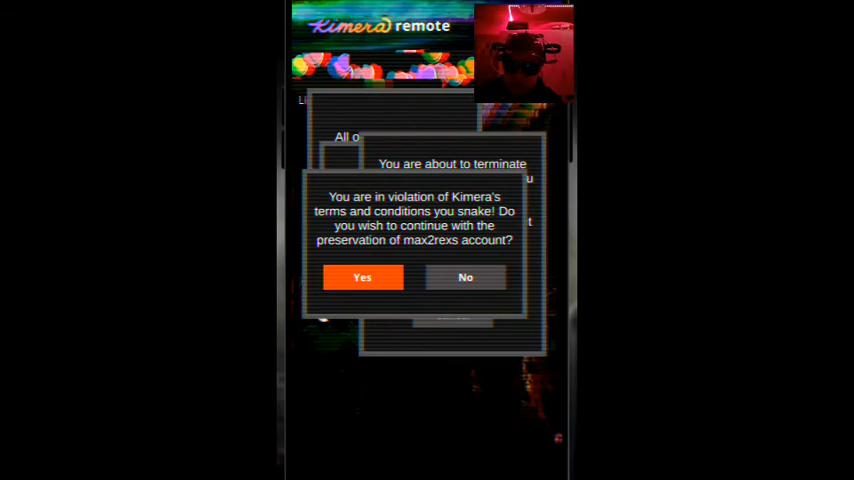 Kimera remote
Li
All o
You are about to terminate
u
You are in violation of Kimera's
terms and conditions you snake! Do
you wish to continue with the
t
preservation of max2rexs account?
Yes
No